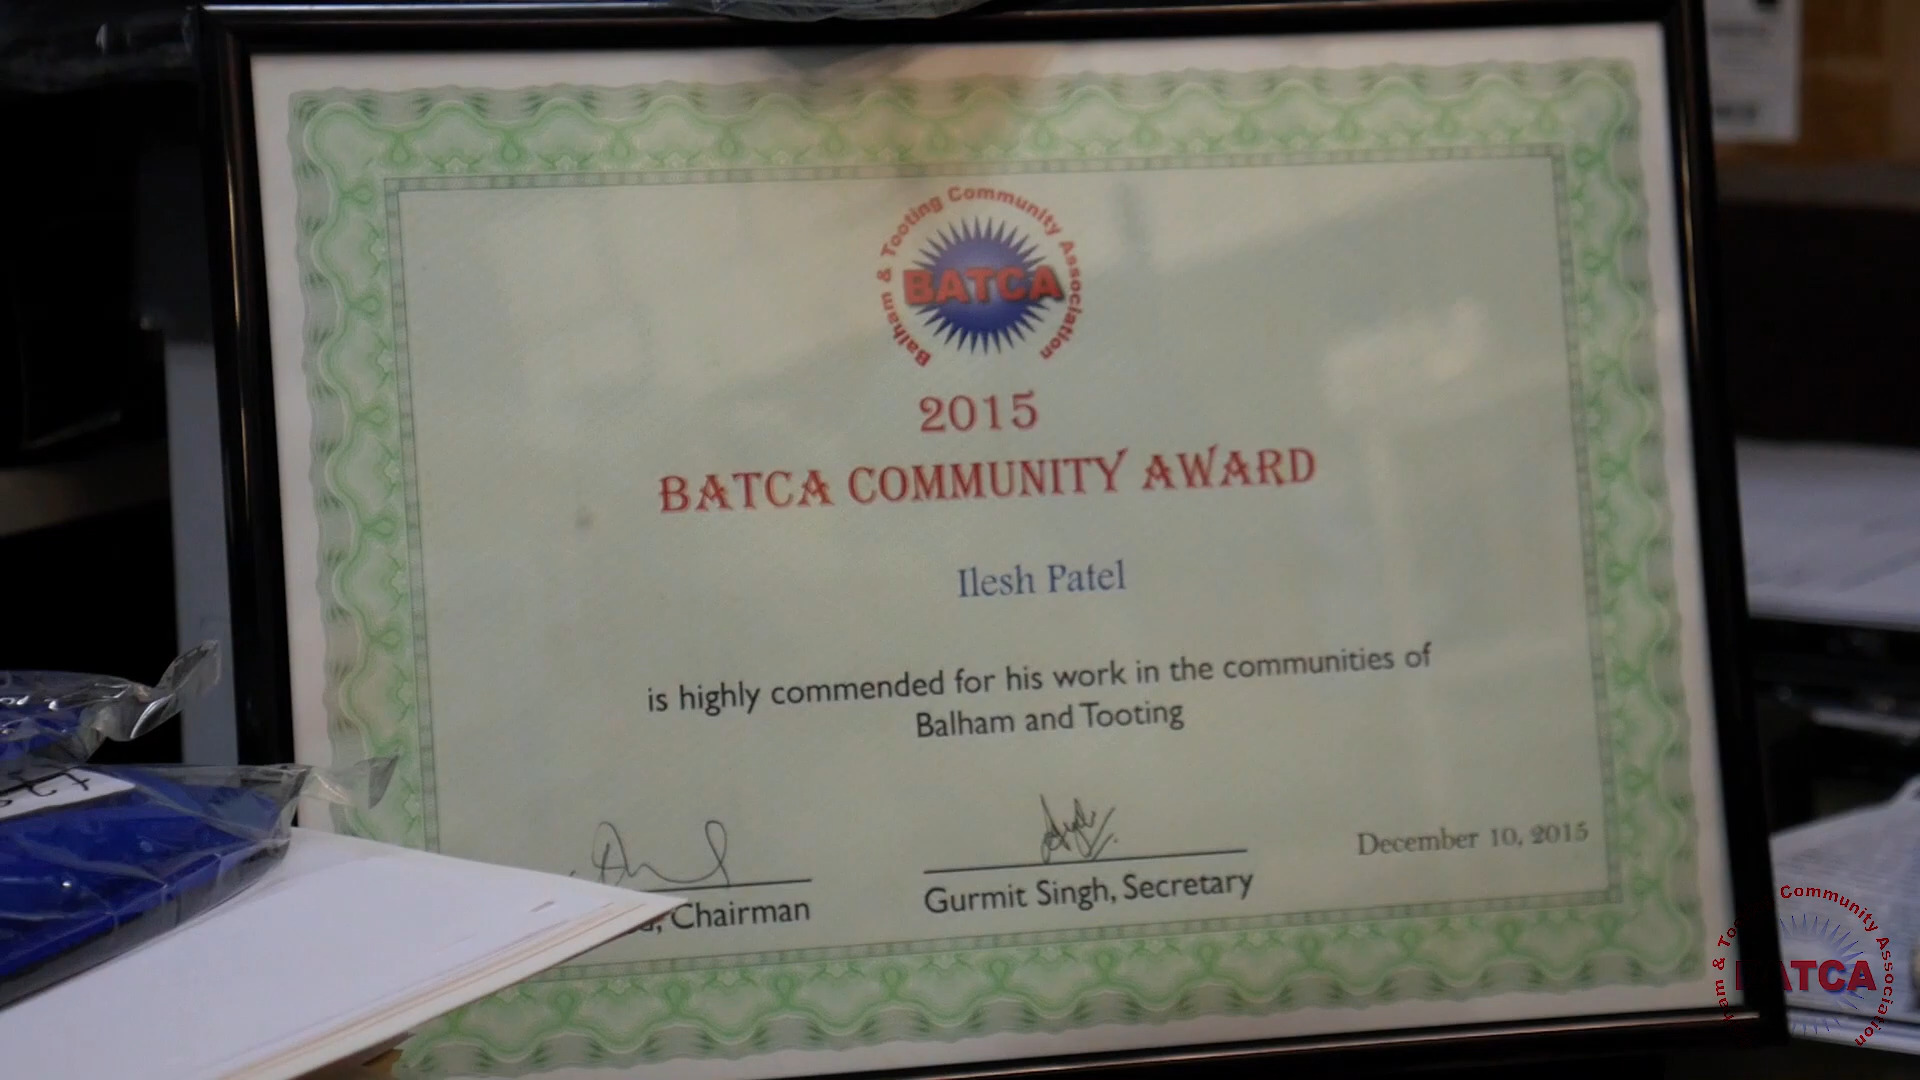 Balham & Tooting Community Association
BATCA
2015
BATCA COMMUNITY AWARD
Ilesh Patel
is highly commended for his work in the communities of
Balham and Tooting
Chairman
Gurmit Singh, Secretary
December 10, 2015
Community Association
BATCA